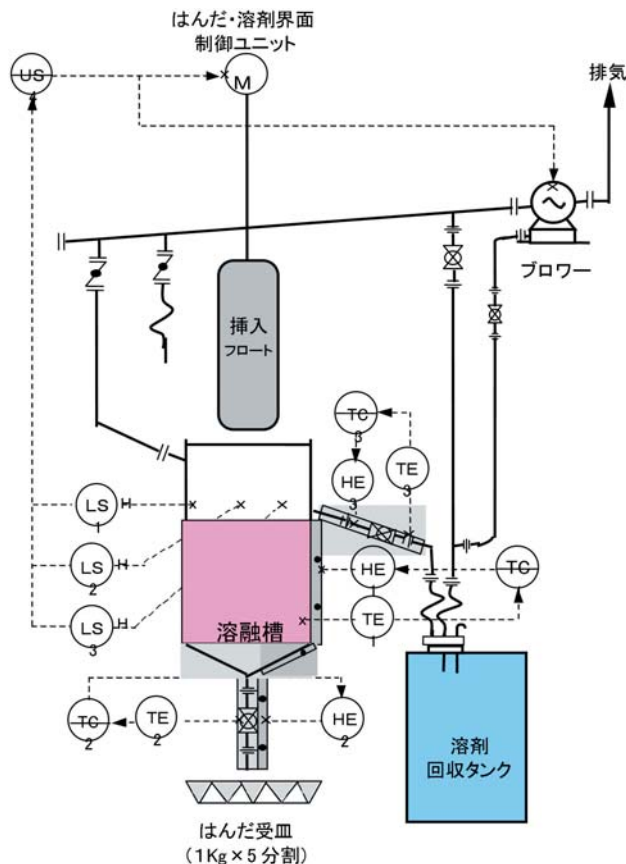 はんだ・溶剤界面
制御ユニット
US
4
M
排気
ブロワー
挿入
フロート
TC
3
HE
3
TE
3
LS
1
H
LS
2
H
LS
3
H
HE
1
TC
1
TE
1
溶融槽
TC
2
TE
2
HE
2
溶剤
回収タンク
はんだ受皿
（1Kg×5分割）